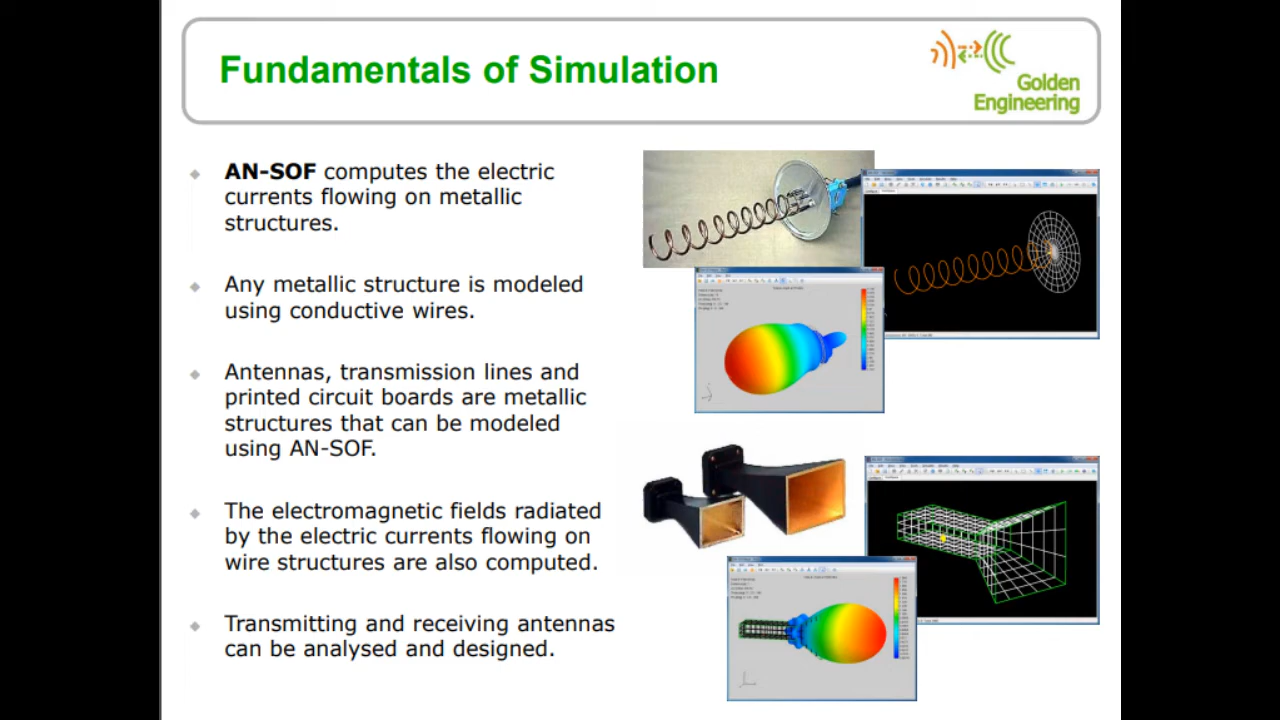 Fundamentals of Simulation
Golden
Engineering
AN-SOF computes the electric
currents flowing on metallic
structures.
Any metallic structure is modeled
using conductive wires.
Antennas, transmission lines and
printed circuit boards are metallic
structures that can be modeled
using AN-SOF.
The electromagnetic fields radiated
by the electric currents flowing on
wire structures are also computed.
Transmitting and receiving antennas
can be analysed and designed.